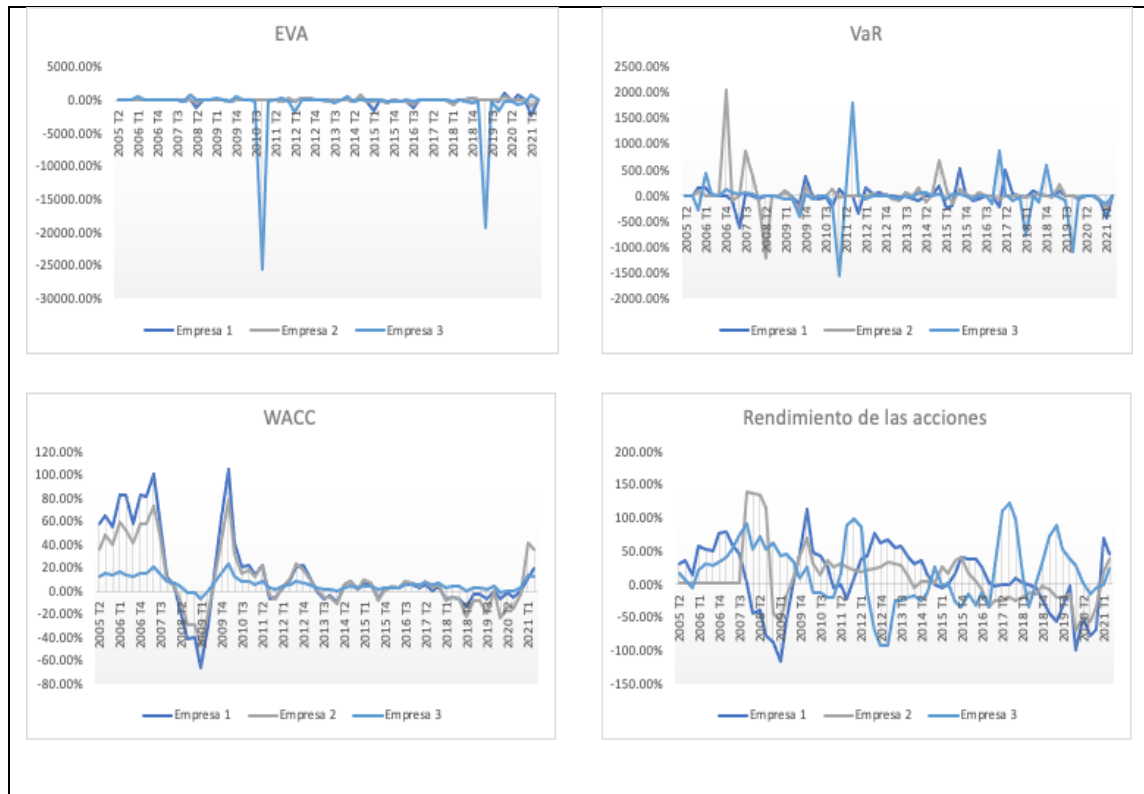 EVA
5000.00%
0.00%
-5000.00%
-10000.00%
-15000.00%
-20000.00%
-25000.00%
-30000.00%
2005 T2
2006 T1
2006 T4
2007 T3
2008 T2
2009 T1
2009 T4
2010 T3
2011 T2
2012 T1
2012 T4
2013 T3
2014 T2
2015 T1
2015 T4
2016 T3
2017 T2
2018 T1
2018 T4
2019 T3
2020 T2
2021 T1
Empresa 1 Empresa 2 Empresa 3
VaR
2500.00%
2000.00%
1500.00%
1000.00%
500.00%
0.00%
-500.00%
-1000.00%
-1500.00%
-2000.00%
2005 T2
2006 T1
2006 T4
2007 T3
2008 T2
2009 T1
2009 T4
2010 T3
2011 T2
2012 T1
2012 T4
2013 T3
2014 T2
2015 T1
2015 T4
2016 T3
2017 T2
2018 T1
2018 T4
2019 T3
2020 T2
2021 T1
Empresa 1 Empresa 2 Empresa 3
WACC
120.00%
100.00%
80.00%
60.00%
40.00%
20.00%
0.00%
-20.00%
-40.00%
-60.00%
-80.00%
2005 T2
2006 T1
2006 T4
2007 T3
2008 T2
2009 T1
2009 T4
2010 T3
2011 T2
2012 T1
2012 T4
2013 T3
2014 T2
2015 T1
2015 T4
2016 T3
2017 T2
2018 T1
2018 T4
2019 T3
2020 T2
2021 T1
Empresa 1 Empresa 2 Empresa 3
Rendimiento de las acciones
200.00%
150.00%
100.00%
50.00%
0.00%
-50.00%
-100.00%
-150.00%
2005 T2
2006 T1
2006 T4
2007 T3
2008 T2
2009 T1
2009 T4
2010 T3
2011 T2
2012 T1
2012 T4
2013 T3
2014 T2
2015 T1
2015 T4
2016 T3
2017 T2
2018 T1
2018 T4
2019 T3
2020 T2
2021 T1
Empresa 1 Empresa 2 Empresa 3